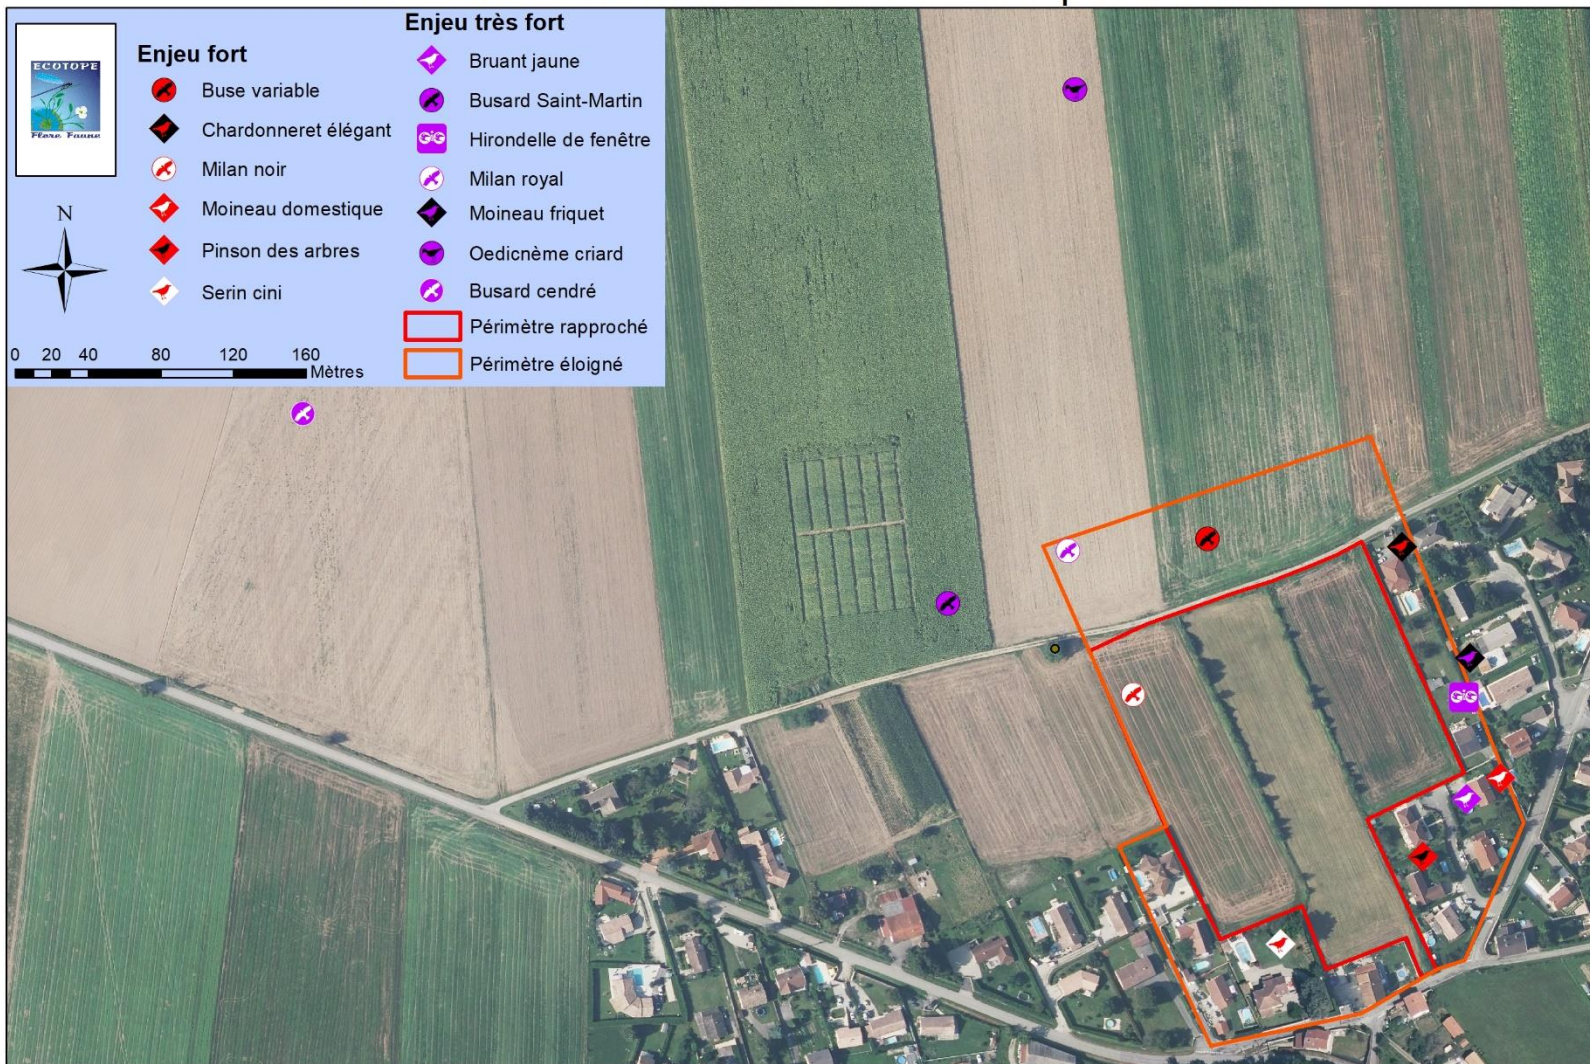 ECOTOPE
Flore Faune
N
0 20 40 80 120 160
Mètres
Enjeu fort
Buse variable
Chardonneret élégant
Milan noir
Moineau domestique
Pinson des arbres
Serin cini
Enjeu très fort
Bruant jaune
Busard Saint-Martin
Hirondelle de fenêtre
Milan royal
Moineau friquet
Oedicnème criard
Busard cendré
Périmètre rapproché
Périmètre éloigné